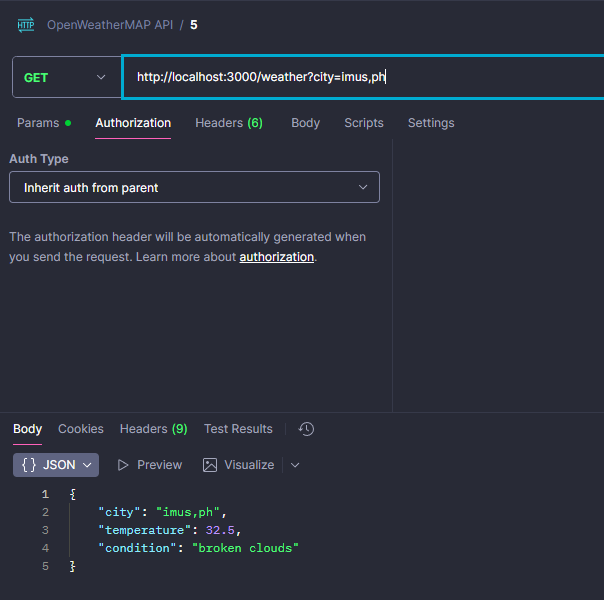 HTTP OpenWeatherMAP API / 5
GET http://localhost:3000/weather?city=imus,ph
Params Authorization Headers (6) Body Scripts Settings
Auth Type
Inherit auth from parent
The authorization header will be automatically generated when
you send the request. Learn more about authorization.
Body Cookies Headers (9) Test Results
{ } JSON Preview Visualize
1 {
2 "city": "imus,ph",
3 "temperature": 32.5,
4 "condition": "broken clouds"
5 }